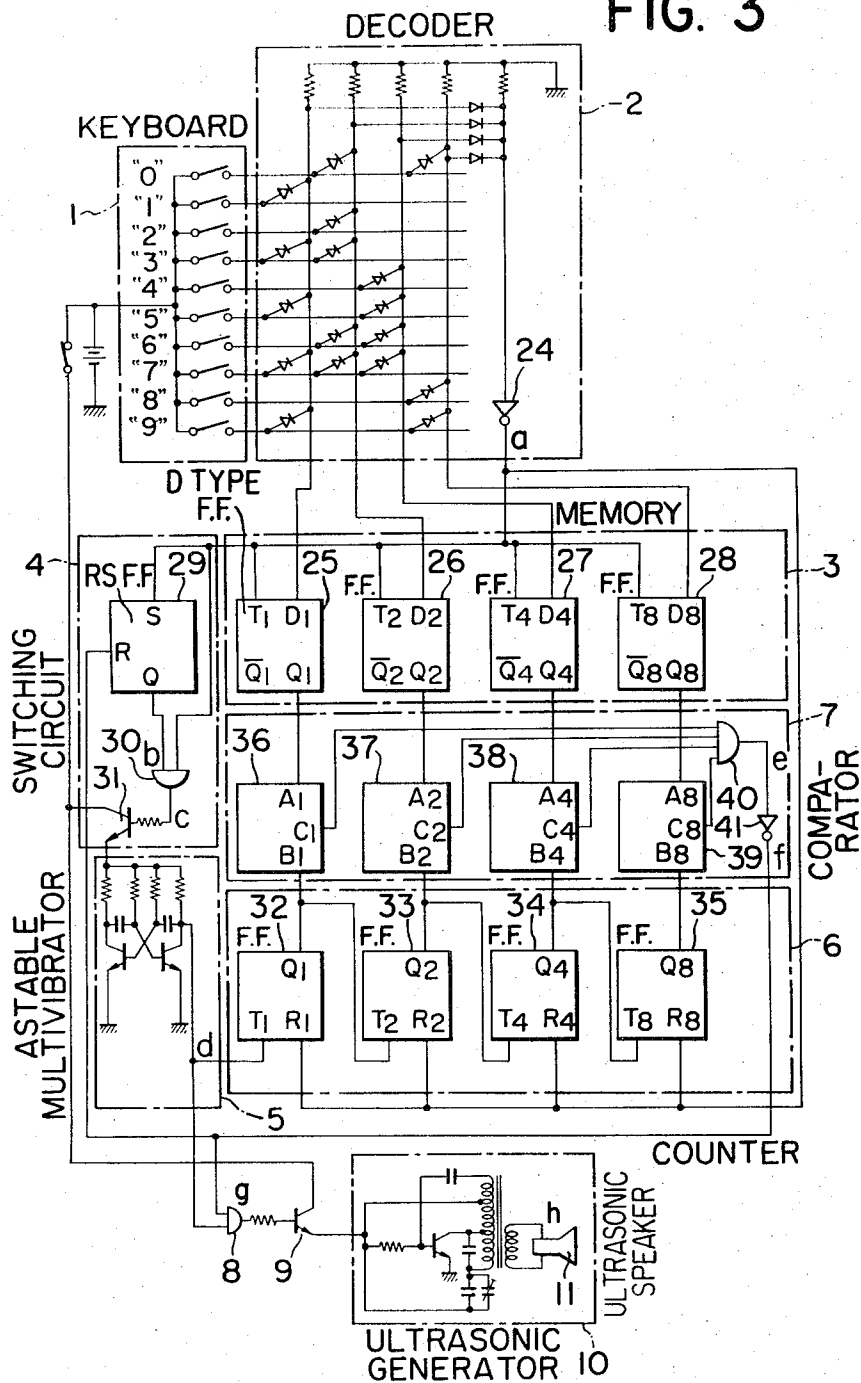 FIG. 3
DECODER
2
KEYBOARD
1
"0"
"1"
"2"
"3"
"4"
"5"
"6"
"7"
"8"
"9"
24
a
D TYPE
F.F.
MEMORY
4
RS F.F
29
25
F.F.
26
F.F.
27
F.F.
28
3
S
R
Q
T1 D1
Q̅1 Q1
T2 D2
Q̅2 Q2
T4 D4
Q̅4 Q4
T8 D8
Q̅8 Q8
SWITCHING
CIRCUIT
30
b
31
C
36
37
38
7
40
e
A1
C1
B1
A2
C2
B2
A4
C4
B4
A8
C8
B8
41
39
f
COMPA-
RATOR
ASTABLE
MULTIVIBRATOR
32
F.F.
33
F.F.
34
F.F.
35
F.F.
6
Q1
T1 R1
Q2
T2 R2
Q4
T4 R4
Q8
T8 R8
d
5
COUNTER
g
8
9
h
11
ULTRASONIC
SPEAKER
ULTRASONIC
GENERATOR 10